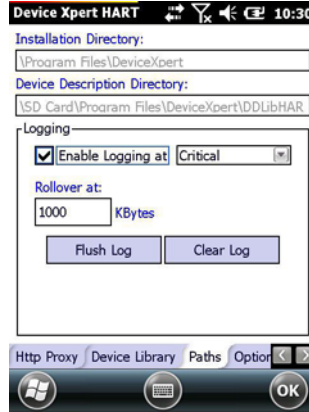 Device Xpert HART 10:30
Installation Directory:
\Program Files\DeviceXpert
Device Description Directory:
\SD Card\Program Files\DeviceXpert\DDLibHAR
Logging
Enable Logging at Critical
Rollover at:
1000 KBytes
Flush Log Clear Log
Http Proxy Device Library Paths Option
OK